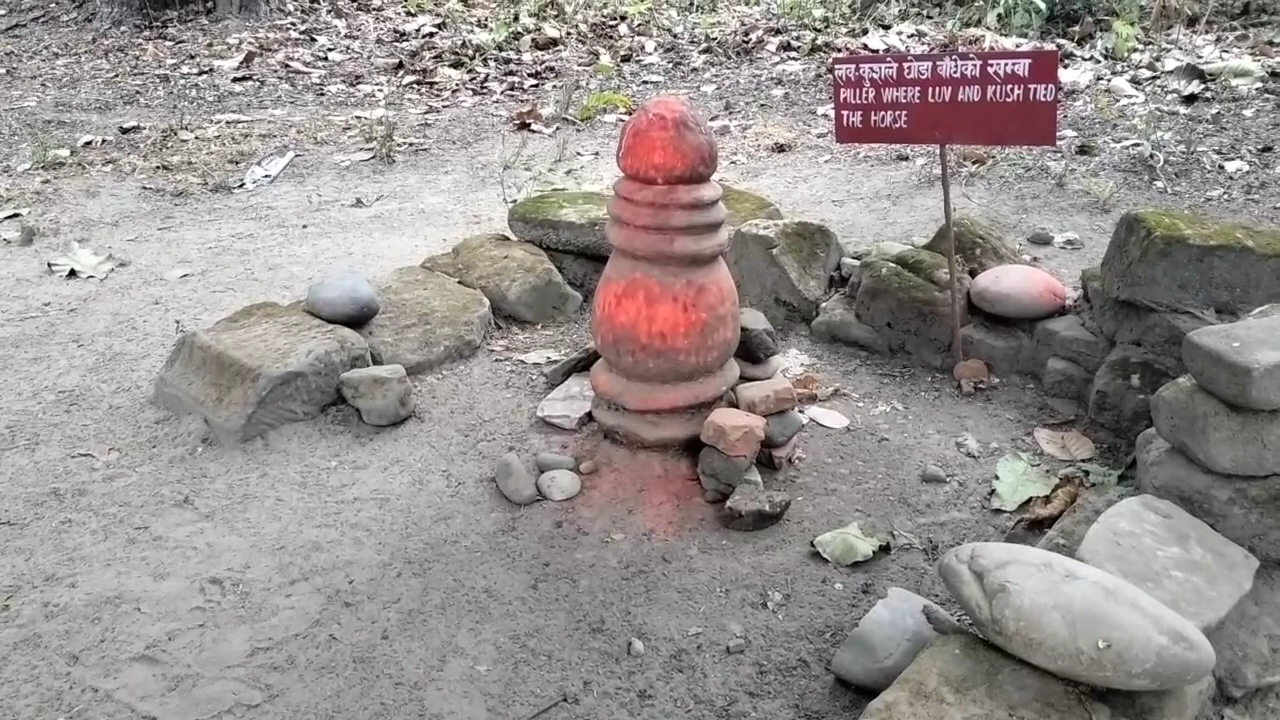 लव-कुशले घोडा बाँधेको खम्बा
PILLER WHERE LUV AND KUSH TIED
THE HORSE